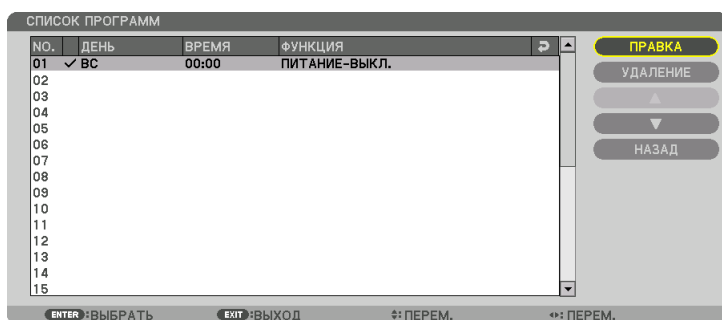 СПИСОК ПРОГРАММ
NO. ДЕНЬ ВРЕМЯ ФУНКЦИЯ
01 ✓ ВС 00:00 ПИТАНИЕ-ВЫКЛ.
02
03
04
05
06
07
08
09
10
11
12
13
14
15
ПРАВКА
УДАЛЕНИЕ
▲
▼
НАЗАД
ENTER :ВЫБРАТЬ EXIT :ВЫХОД :ПЕРЕМ. :ПЕРЕМ.